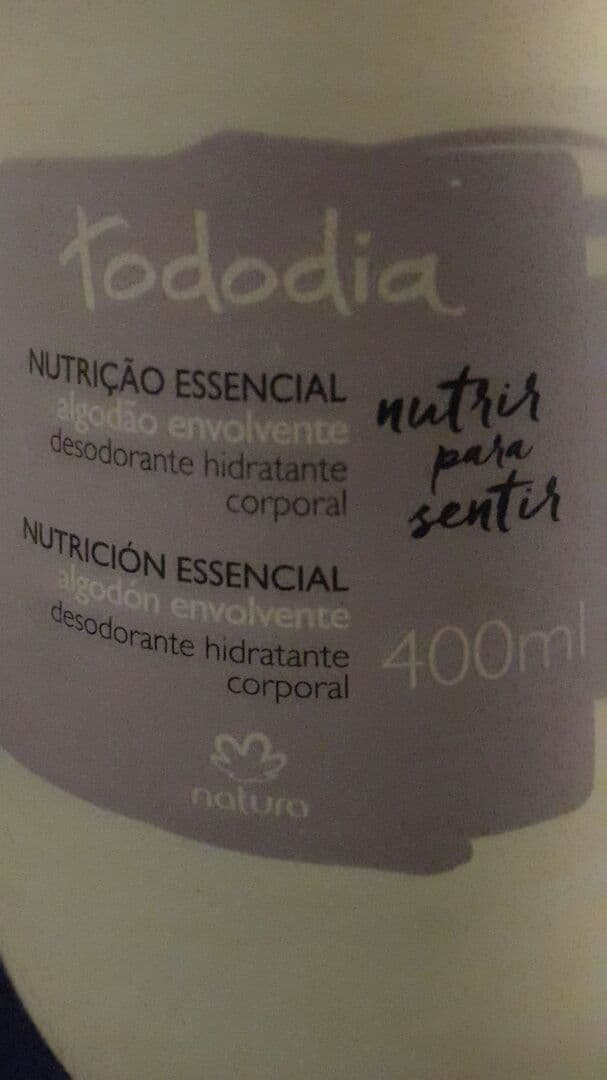 tododia
NUTRIÇÃO ESSENCIAL
algodão envolvente
desodorante hidratante
corporal
nutrir
para
sentir
NUTRICIÓN ESSENCIAL
algodón envolvente
desodorante hidratante
corporal
400ml
natura